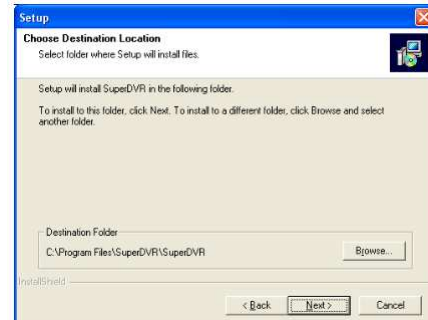 Setup
Choose Destination Location
Select folder where Setup will install files.
Setup will install SuperDVR in the following folder.
To install to this folder, click Next. To install to a different folder, click Browse and select
another folder.
Destination Folder
C:\Program Files\SuperDVR\SuperDVR
Browse...
InstallShield
< Back
Next >
Cancel